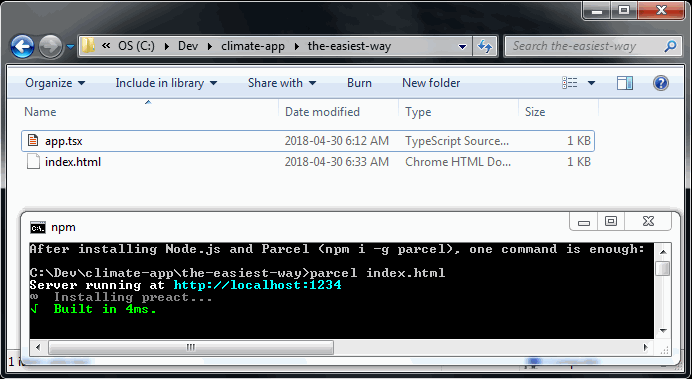 OS (C:) Dev climate-app the-easiest-way Search the-easiest-way
Organize Include in library Share with Burn New folder
Name Date modified Type Size
app.tsx 2018-04-30 6:12 AM TypeScript Source... 1 KB
index.html 2018-04-30 6:33 AM Chrome HTML Do... 1 KB
C:\. npm
After installing Node.js and Parcel (npm i -g parcel), one command is enough:
C:\Dev\climate-app\the-easiest-way>parcel index.html
Server running at http://localhost:1234
∞ Installing preact...
√ Built in 4ms.